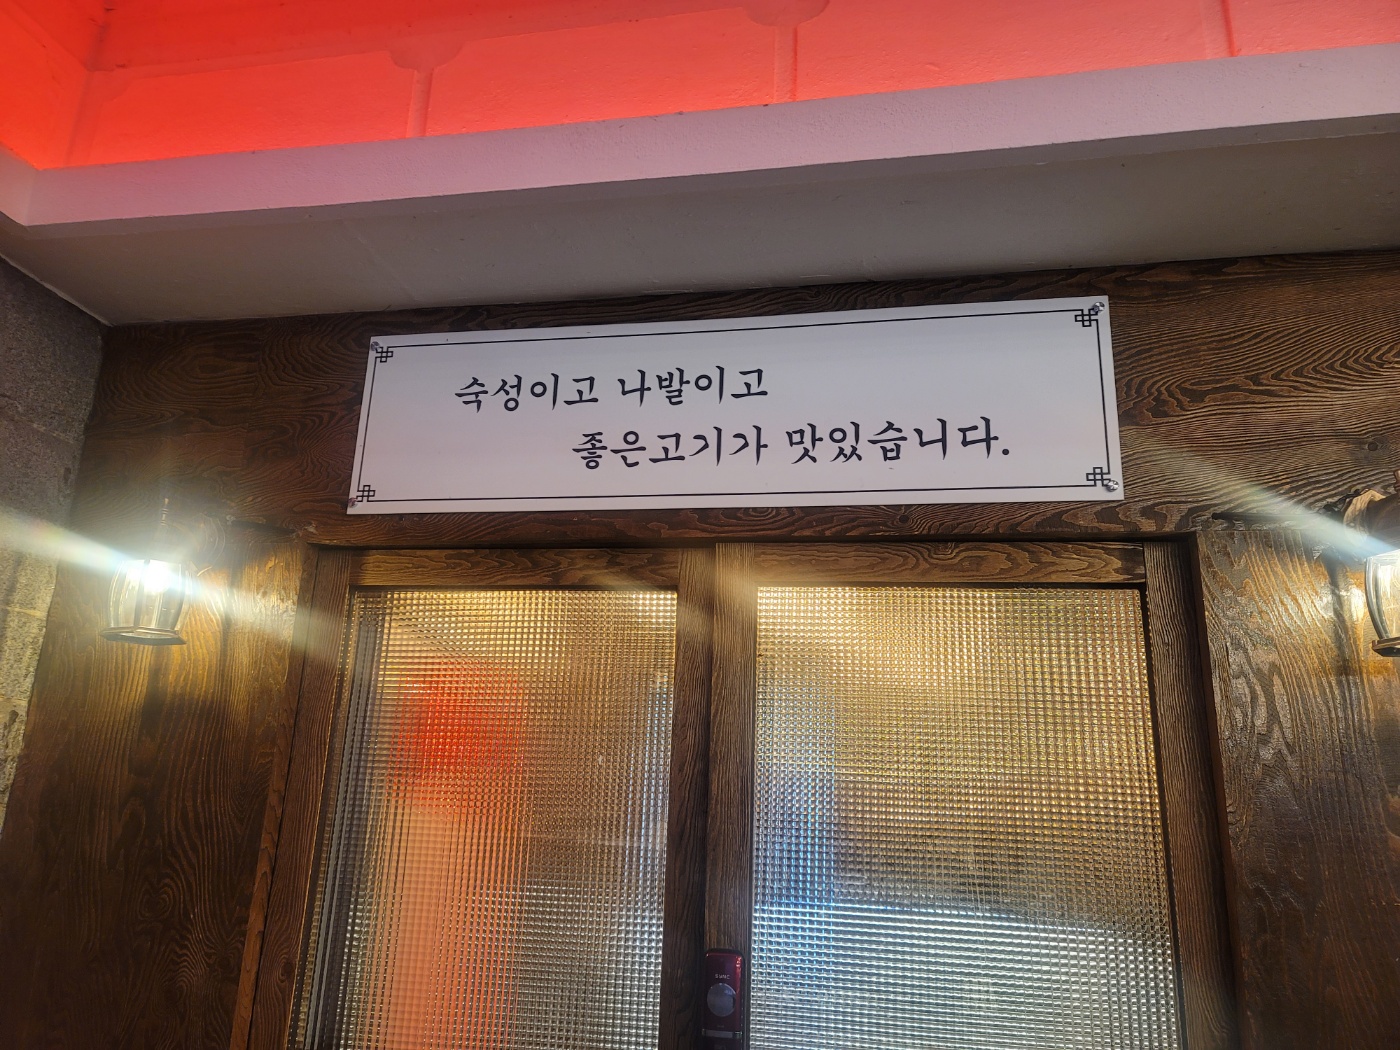 숙성이고 나발이고
좋은고기가 맛있습니다.